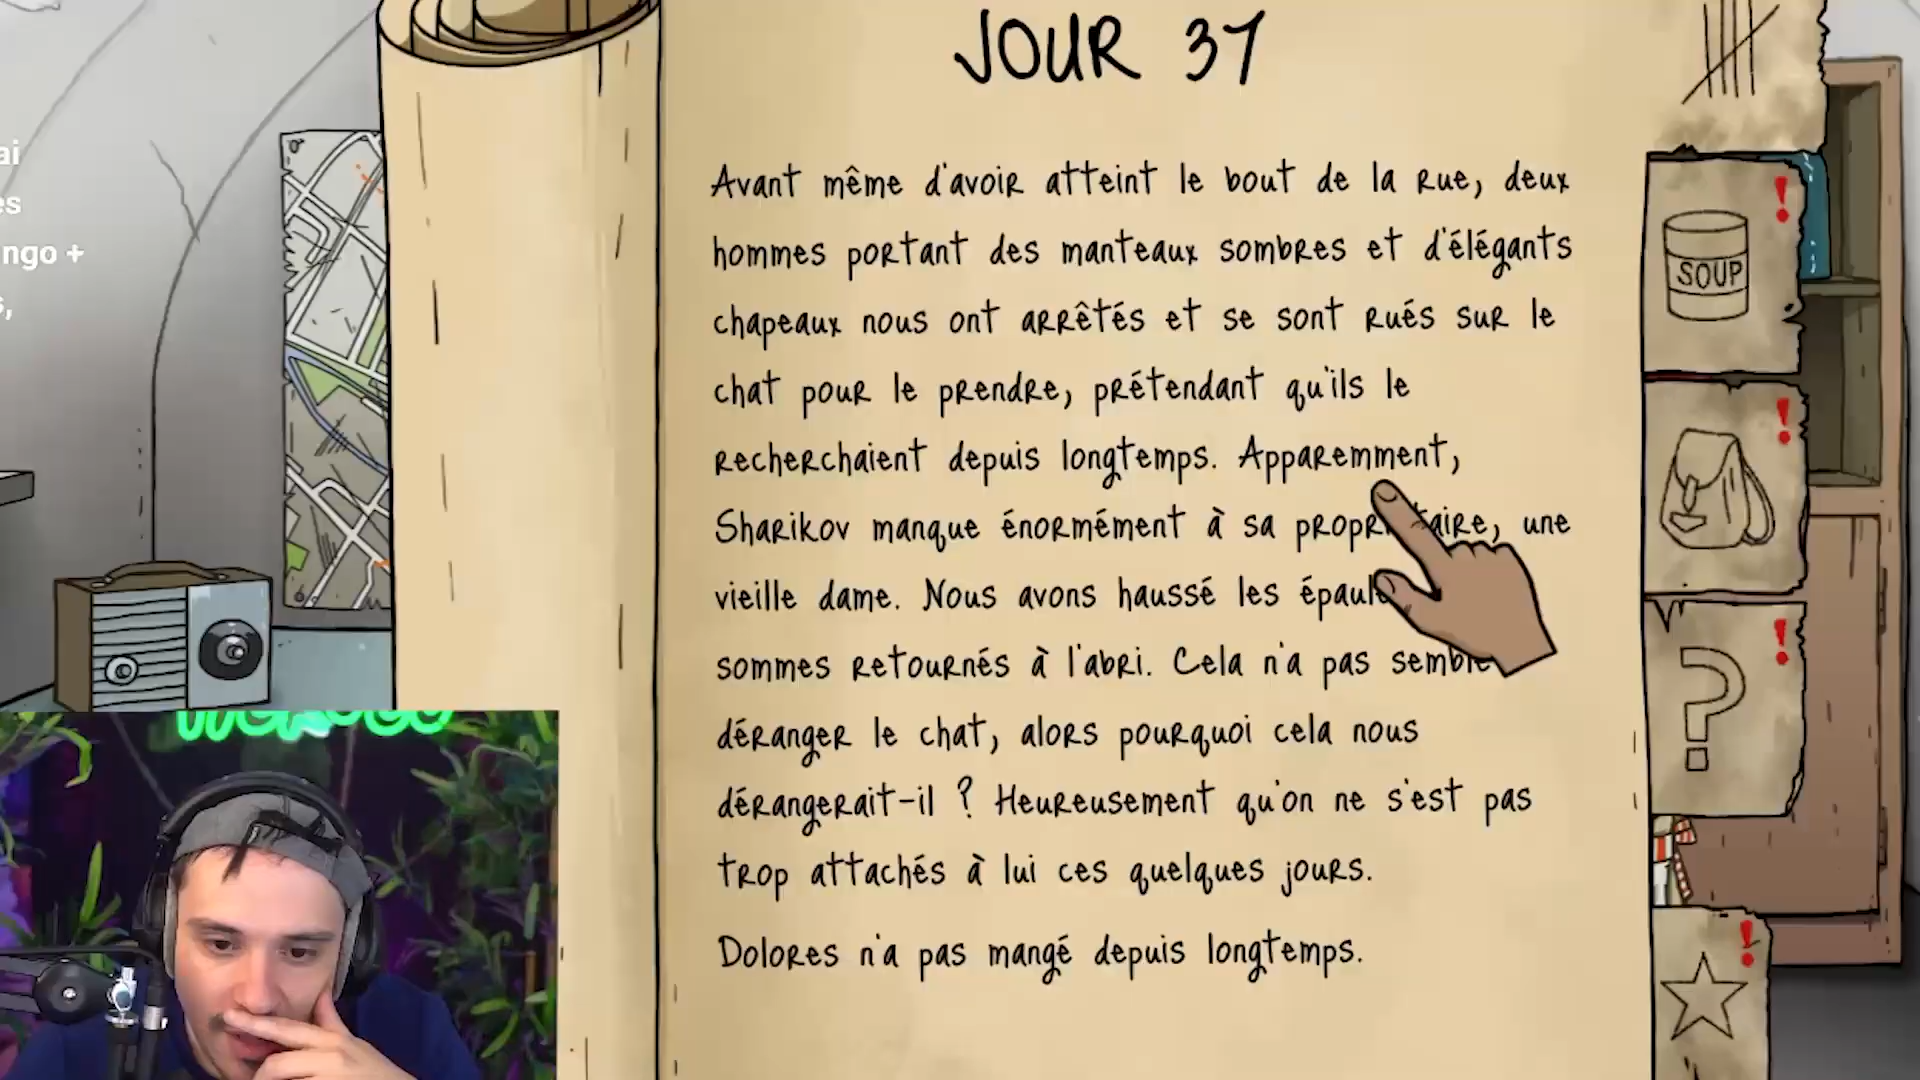 JOUR 37
Avant même d'avoir atteint le bout de la rue, deux
hommes portant des manteaux sombres et d'élégants
chapeaux nous ont arrêtés et se sont rués sur le
chat pour le prendre, prétendant qu'ils le
recherchaient depuis longtemps. Apparemment,
Sharikov manque énormément à sa une
vieille dame. Nous avons haussé les
sommes retournés à l'abri. Cela n'a pas
déranger le chat, alors pourquoi cela nous
dérangerait-il ? Heureusement qu'on ne s'est pas
trop attachés à lui ces quelques jours.
Dolores n'a pas mangé depuis longtemps.
!
SOUP
!
!
?
!
ai
es
ngo +
s,